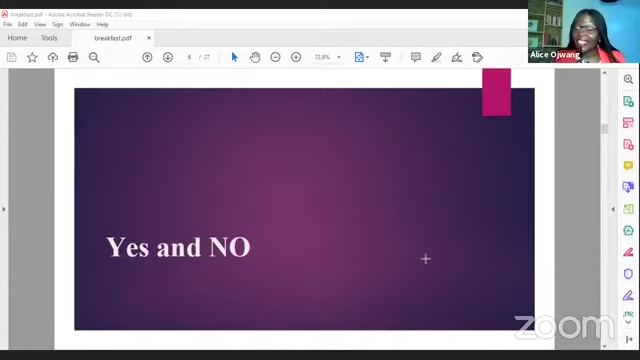 breakfast.pdf - Adobe Acrobat Reader DC (32-bit)
File Edit View Sign Window Help
Home Tools breakfast.pdf ×
6 / 27 72.8%
Alice Ojwang
Yes and NO
zoom